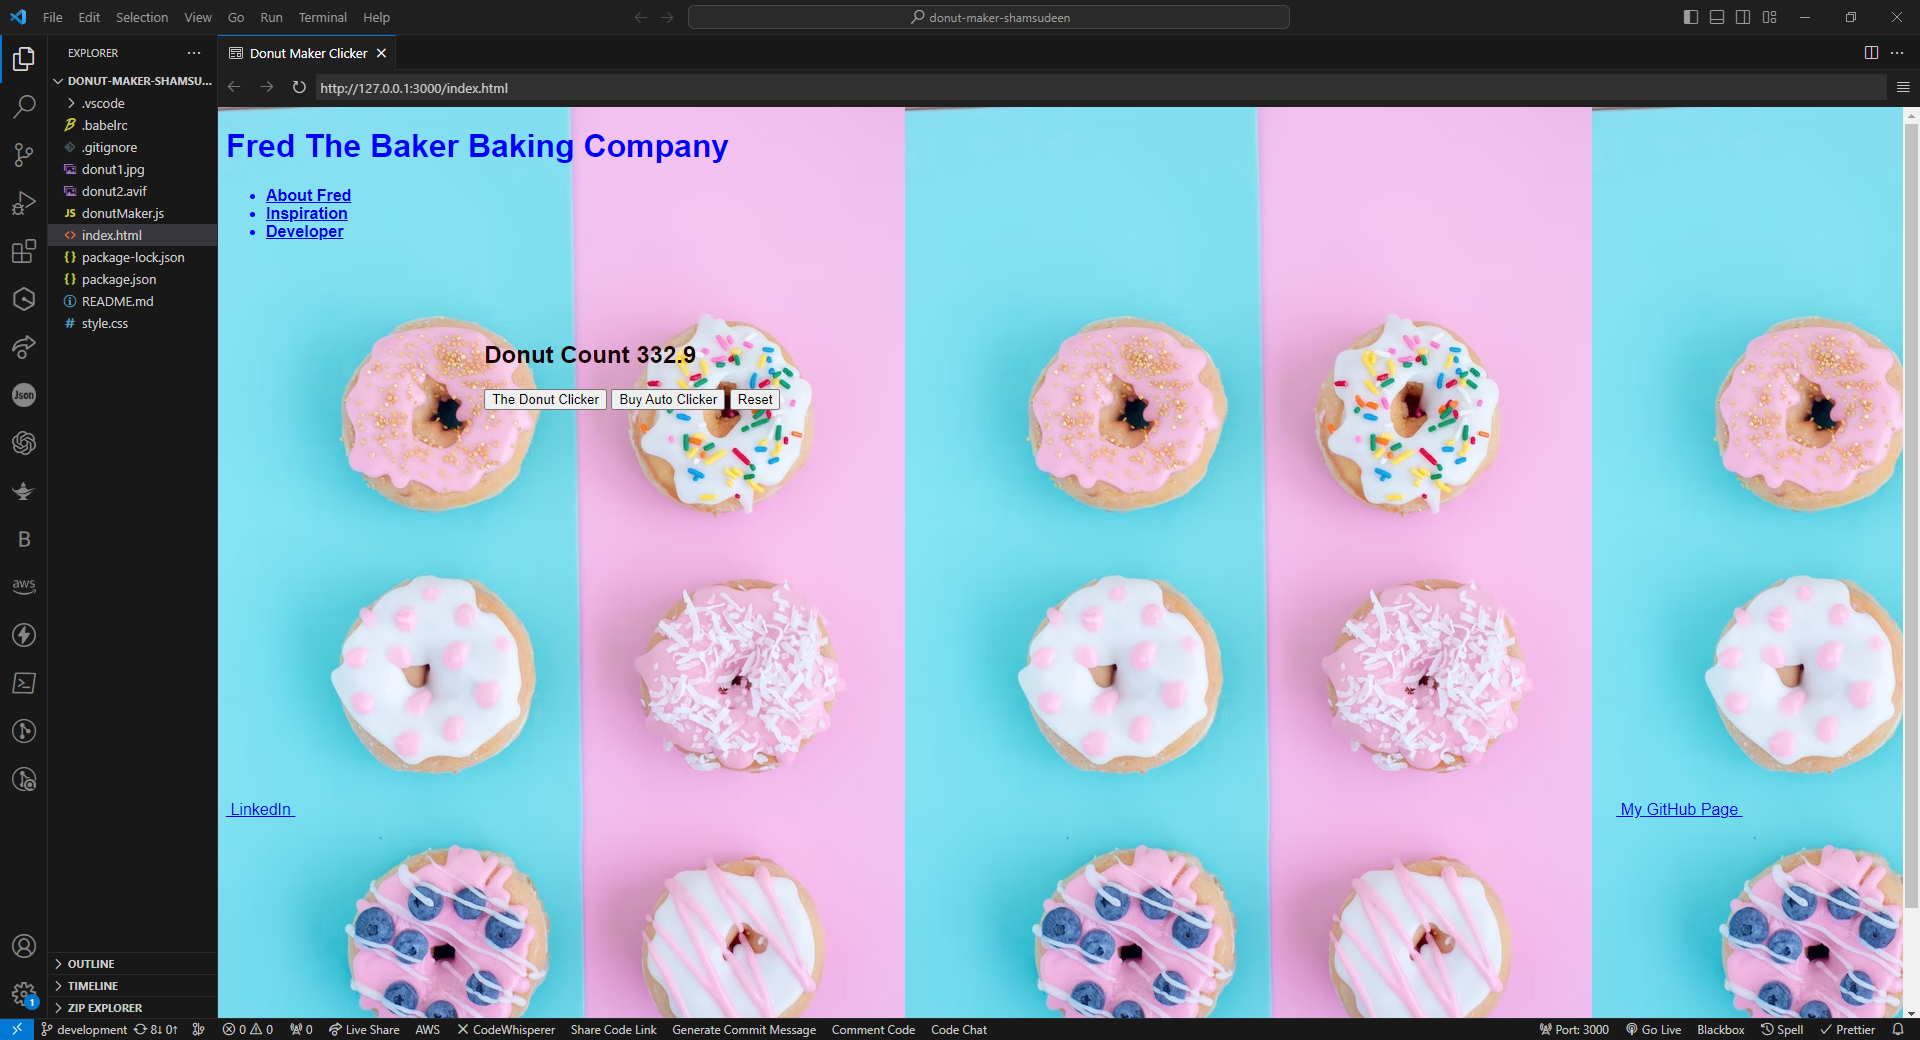 File Edit Selection View Go Run Terminal Help
donut-maker-shamsudeen
EXPLORER
Donut Maker Clicker
DONUT-MAKER-SHAMSU...
http://127.0.0.1:3000/index.html
.vscode
.babelrc
.gitignore
donut1.jpg
donut2.avif
JS donutMaker.js
index.html
package-lock.json
package.json
README.md
# style.css
Json
B
aws
Fred The Baker Baking Company
About Fred
Inspiration
Developer
Donut Count 332.9
The Donut Clicker Buy Auto Clicker Reset
LinkedIn My GitHub Page
OUTLINE
TIMELINE
ZIP EXPLORER
1
development 8↓ 0↑ 0 0 0 Live Share AWS CodeWhisperer Share Code Link Generate Commit Message Comment Code Code Chat Port: 3000 Go Live Blackbox Spell Prettier